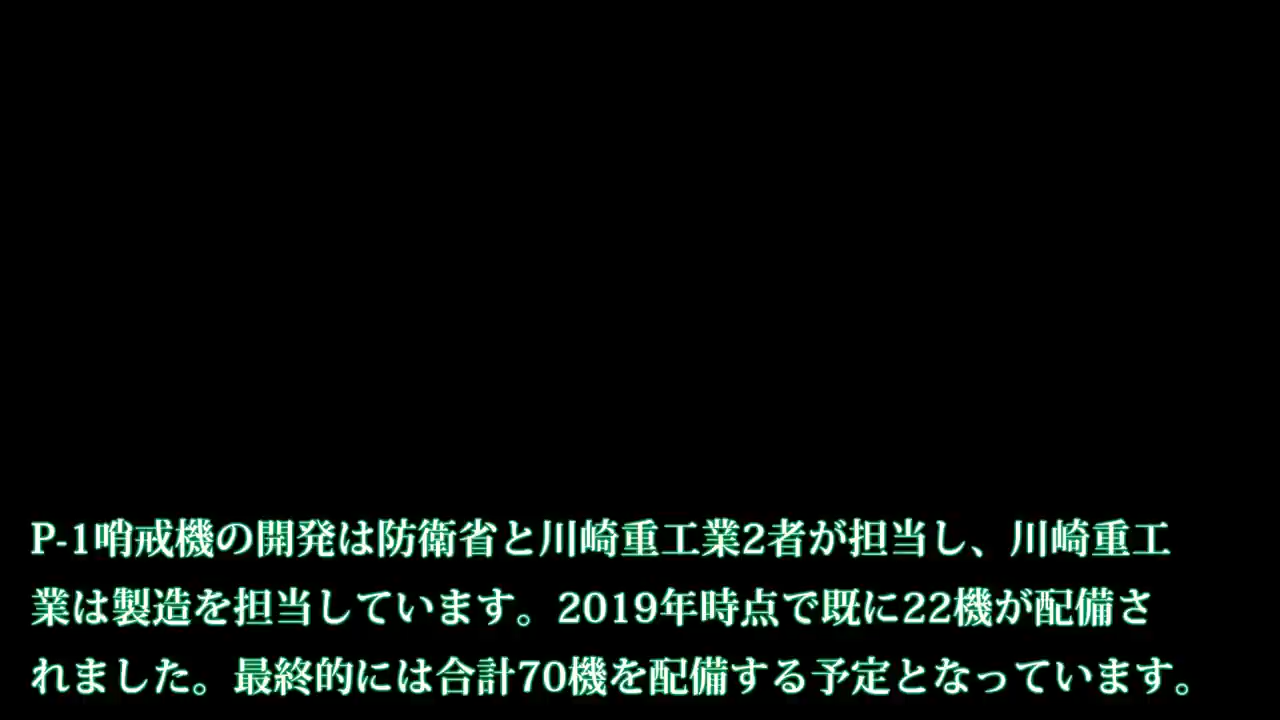 P-1哨戒機の開発は防衛省と川崎重工業2者が担当し、川崎重工
業は製造を担当しています。2019年時点で既に22機が配備さ
れました。最終的には合計70機を配備する予定となっています。